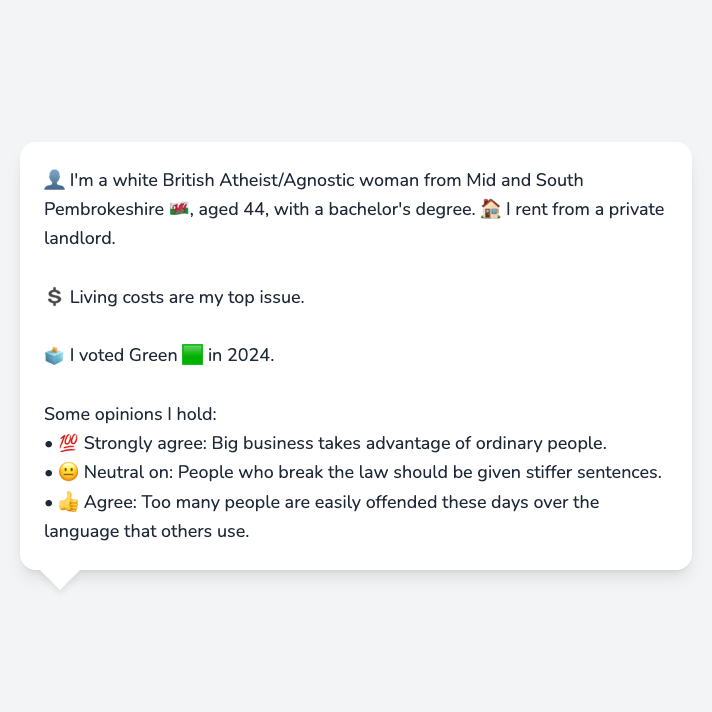 👤 I'm a white British Atheist/Agnostic woman from Mid and South
Pembrokeshire 🏴󠁧󠁢󠁷󠁬󠁳󠁿, aged 44, with a bachelor's degree. 🏠 I rent from a private
landlord.
💲 Living costs are my top issue.
🗳️ I voted Green 🟩 in 2024.
Some opinions I hold:
• 💯 Strongly agree: Big business takes advantage of ordinary people.
• 😐 Neutral on: People who break the law should be given stiffer sentences.
• 👍 Agree: Too many people are easily offended these days over the
language that others use.